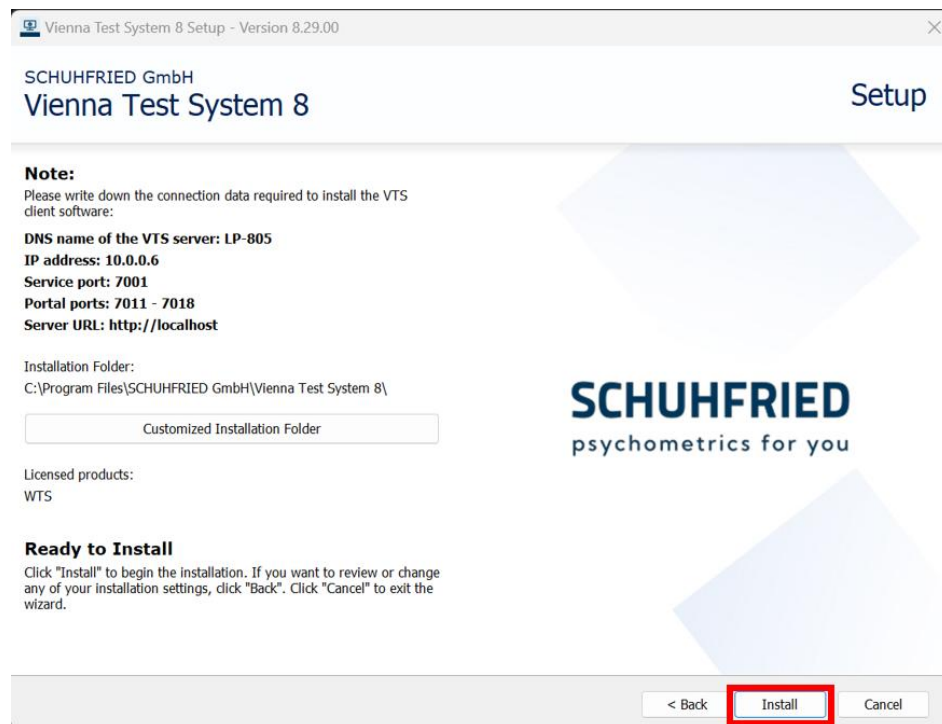 Vienna Test System 8 Setup - Version 8.29.00
SCHUHFRIED GmbH
Vienna Test System 8
Setup
Note:
Please write down the connection data required to install the VTS
client software:
DNS name of the VTS server: LP-805
IP address: 10.0.0.6
Service port: 7001
Portal ports: 7011 - 7018
Server URL: http://localhost
Installation Folder:
C:\Program Files\SCHUHFRIED GmbH\Vienna Test System 8\
Customized Installation Folder
Licensed products:
WTS
Ready to Install
Click "Install" to begin the installation. If you want to review or change
any of your installation settings, click "Back". Click "Cancel" to exit the
wizard.
SCHUHFRIED
psychometrics for you
< Back
Install
Cancel